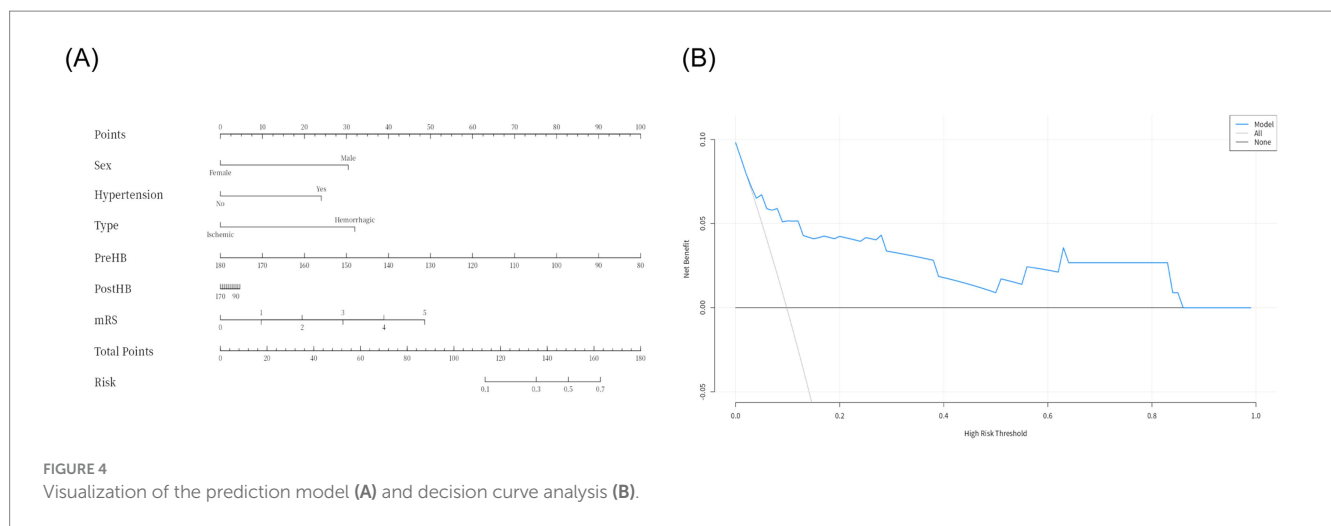 (A)
Points
0 10 20 30 40 50 60 70 80 90 100
Sex
Male
Female
Hypertension
Yes
No
Type
Hemorrhagic
Ischemic
PreHB
180 170 160 150 140 130 120 110 100 90 80
PostHB
170 90
mRS
1 3 5
0 2 4
Total Points
0 20 40 60 80 100 120 140 160 180
Risk
0.1 0.3 0.5 0.7
(B)
Model
All
None
Net Benefit
0.10
0.05
0.00
-0.05
0.0 0.2 0.4 0.6 0.8 1.0
High Risk Threshold
FIGURE 4
Visualization of the prediction model (A) and decision curve analysis (B).